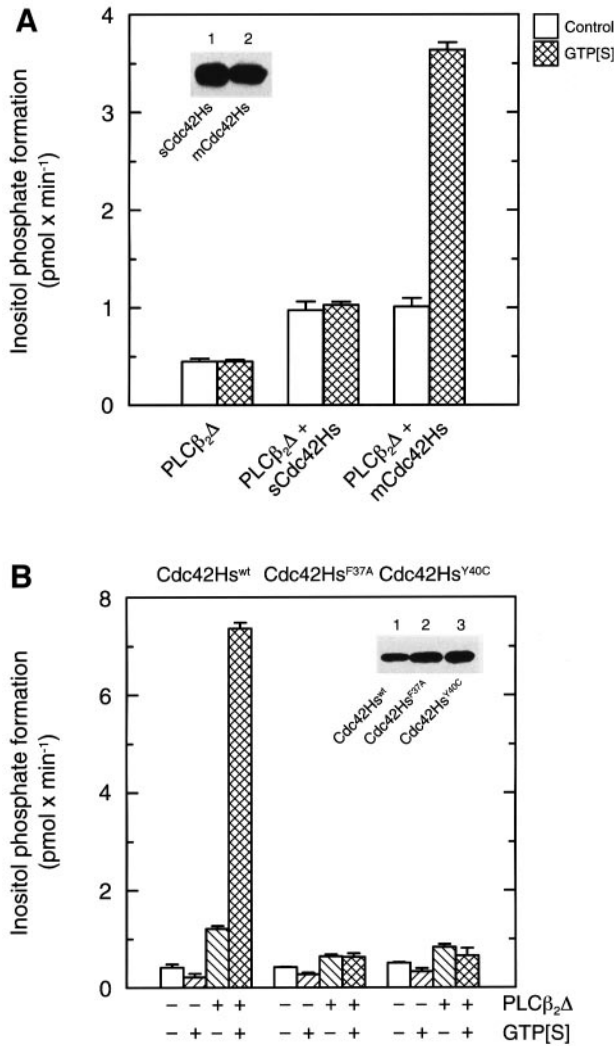 A
Control
GTP[S]
1 2
sCdc42Hs
mCdc42Hs
Inositol phosphate formation
(pmol x min⁻¹)
4
3
2
1
0
PLCβ₂Δ
PLCβ₂Δ +
sCdc42Hs
PLCβ₂Δ +
mCdc42Hs
B
Cdc42Hsʷᵗ Cdc42Hsᶠ³⁷ᴬ Cdc42Hsʸ⁴⁰ᶜ
1 2 3
Cdc42Hsʷᵗ
Cdc42Hsᶠ³⁷ᴬ
Cdc42Hsʸ⁴⁰ᶜ
Inositol phosphate formation
(pmol x min⁻¹)
8
6
4
2
0
− − + + − − + + − − + + PLCβ₂Δ
− + − + − + − + − + − + GTP[S]